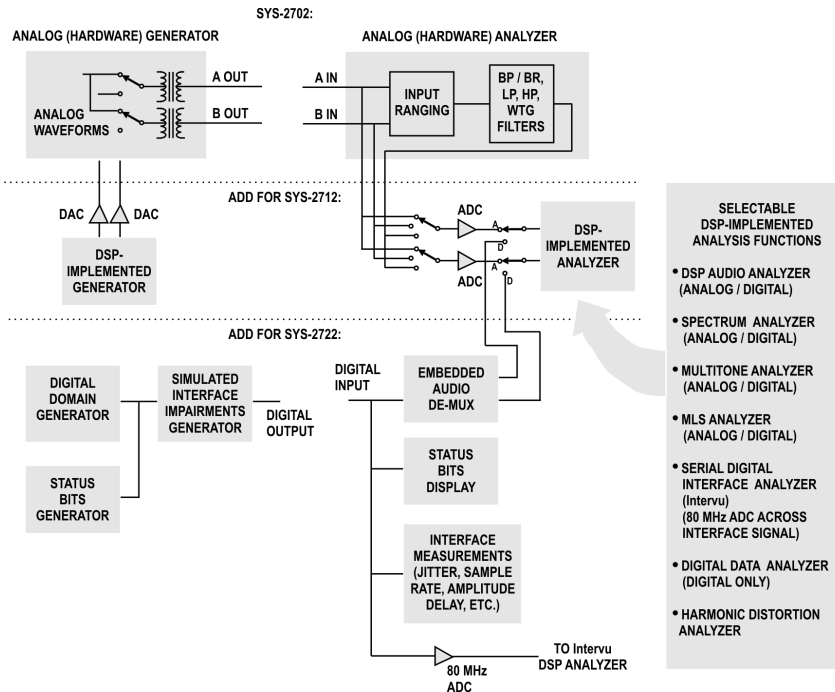 SYS-2702:
ANALOG (HARDWARE) GENERATOR
ANALOG (HARDWARE) ANALYZER
A OUT
B OUT
ANALOG
WAVEFORMS
A IN
B IN
INPUT
RANGING
BP / BR,
LP, HP,
WTG
FILTERS
ADD FOR SYS-2712:
DAC
DAC
DSP-
IMPLEMENTED
GENERATOR
ADC
A
D
ADC
A
D
DSP-
IMPLEMENTED
ANALYZER
ADD FOR SYS-2722:
DIGITAL
DOMAIN
GENERATOR
SIMULATED
INTERFACE
IMPAIRMENTS
GENERATOR
DIGITAL
OUTPUT
STATUS
BITS
GENERATOR
DIGITAL
INPUT
EMBEDDED
AUDIO
DE-MUX
STATUS
BITS
DISPLAY
INTERFACE
MEASUREMENTS
(JITTER, SAMPLE
RATE, AMPLITUDE
DELAY, ETC.)
80 MHz
ADC
TO Intervu
DSP ANALYZER
SELECTABLE
DSP-IMPLEMENTED
ANALYSIS FUNCTIONS
• DSP AUDIO ANALYZER
(ANALOG / DIGITAL)
• SPECTRUM ANALYZER
(ANALOG / DIGITAL)
• MULTITONE ANALYZER
(ANALOG / DIGITAL)
• MLS ANALYZER
(ANALOG / DIGITAL)
• SERIAL DIGITAL
INTERFACE ANALYZER
(Intervu)
(80 MHz ADC ACROSS
INTERFACE SIGNAL)
• DIGITAL DATA ANALYZER
(DIGITAL ONLY)
• HARMONIC DISTORTION
ANALYZER